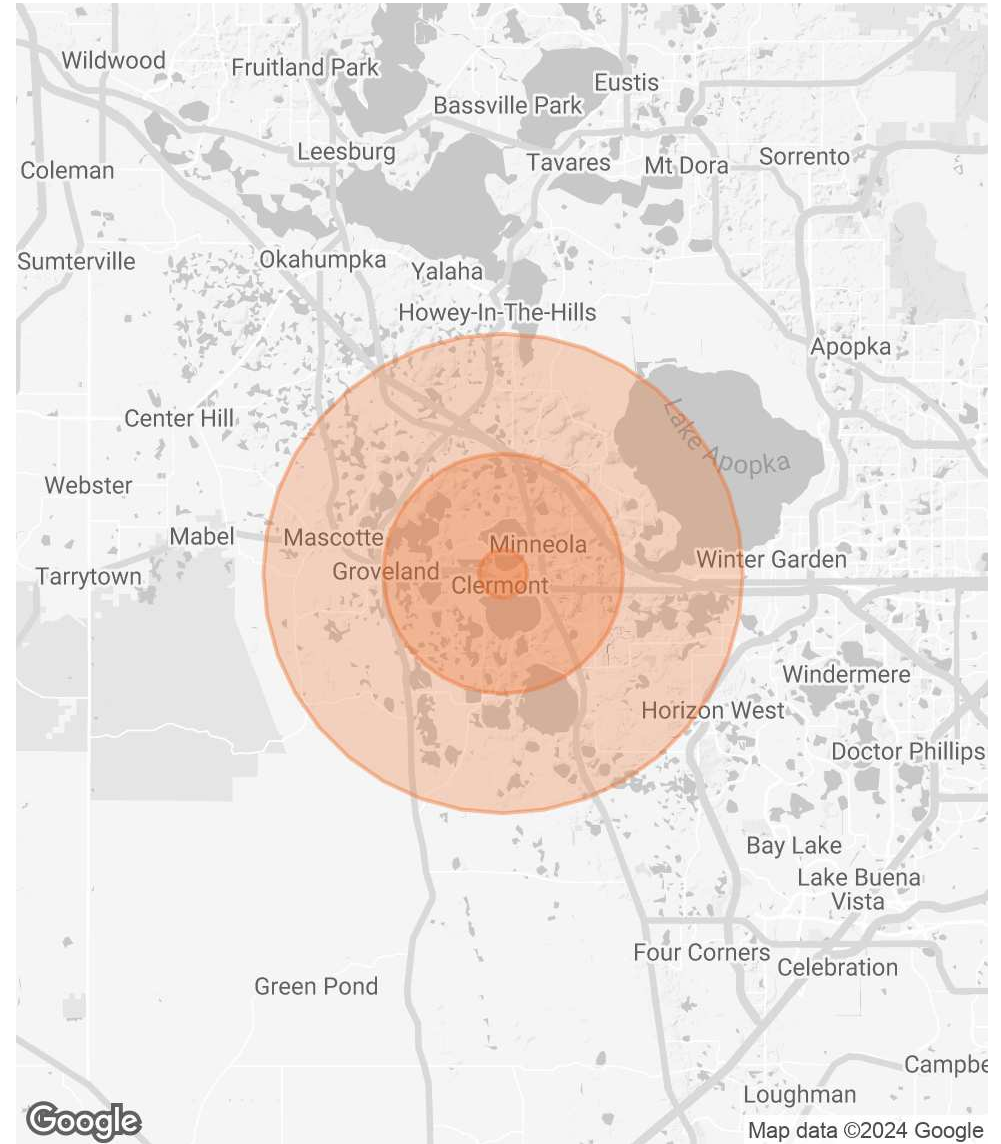 Wildwood
Fruitland Park
Eustis
Bassville Park
Leesburg
Tavares
Mt Dora
Sorrento
Coleman
Sumterville
Okahumpka
Yalaha
Howey-In-The-Hills
Apopka
Center Hill
Lake Apopka
Webster
Mabel
Mascotte
Minneola
Winter Garden
Tarrytown
Groveland
Clermont
Windermere
Horizon West
Doctor Phillips
Bay Lake
Lake Buena
Vista
Four Corners
Celebration
Green Pond
Campbe
Loughman
Google
Map data ©2024 Google